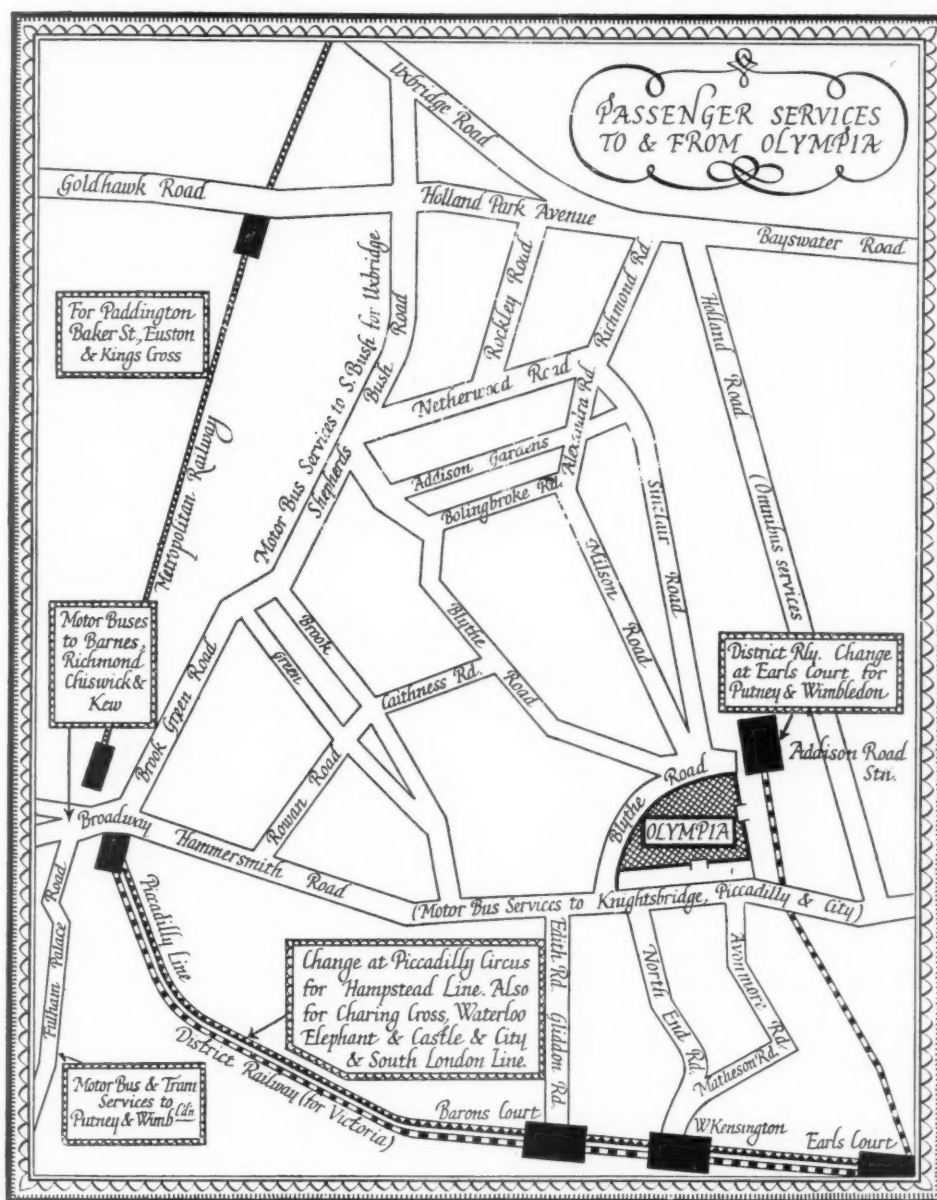 PASSENGER SERVICES
TO & FROM OLYMPIA
Uxbridge Road
Goldhawk Road
Holland Park Avenue
Bayswater Road
For Paddington
Baker St., Euston
& Kings Cross
Metropolitan Railway
Motor Bus Services to S. Bush for Uxbridge
Shepherds Bush Road
Rockley Road
Richmond Rd.
Holland Road (Omnibus services
Netherwood Road
Addison Gardens
Alexandra Rd.
Bolingbroke Rd.
Sinclair Road
Milson Road
Motor Buses
to Barnes,
Richmond
Chiswick &
Kew
Brook Green Road
Brook
Green
Blythe Road
Caithness Rd.
Rowan Road
District Rly. Change
at Earls Court for
Putney & Wimbledon
Addison Road
Stn.
Blythe Road
OLYMPIA
Broadway
Hammersmith Road
(Motor Bus Services to Knightsbridge, Piccadilly & City)
Fulham Palace Road
Piccadilly Line
District Railway (for Victoria)
Change at Piccadilly Circus
for Hampstead Line. Also
for Charing Cross, Waterloo
Elephant & Castle & City
& South London Line.
Edith Rd.
Gliddon Rd.
North End Rd.
Avonmore Rd.
Matheson Rd.
Motor Bus & Tram
Services to
Putney & Wimbldn
Barons Court
W Kensington
Earls Court